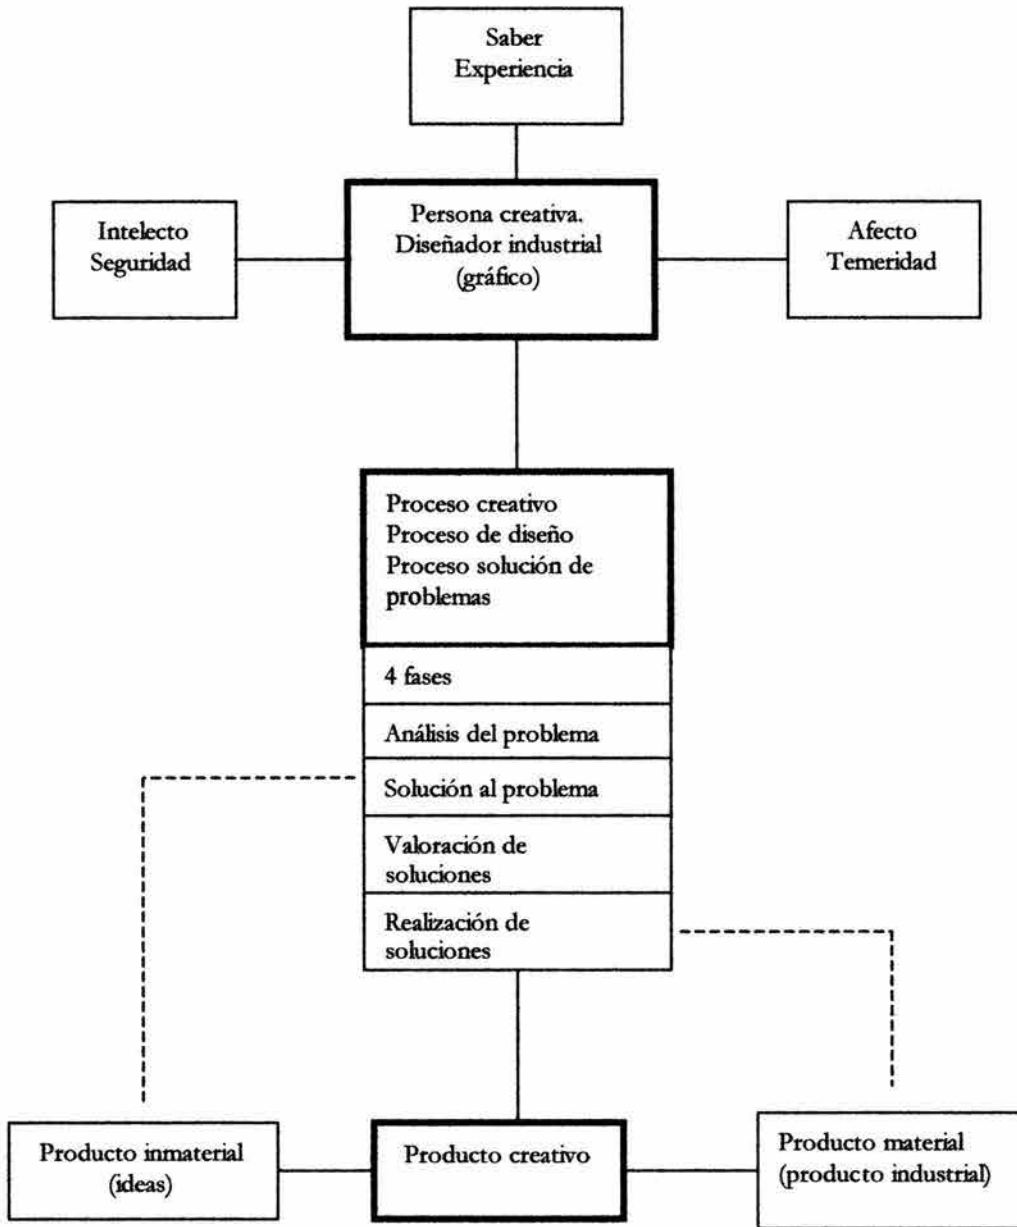 Saber
Experiencia
Intelecto
Seguridad
Persona creativa.
Diseñador industrial
(gráfico)
Afecto
Temeridad
Proceso creativo
Proceso de diseño
Proceso solución de
problemas
4 fases
Análisis del problema
Solución al problema
Valoración de
soluciones
Realización de
soluciones
Producto inmaterial
(ideas)
Producto creativo
Producto material
(producto industrial)